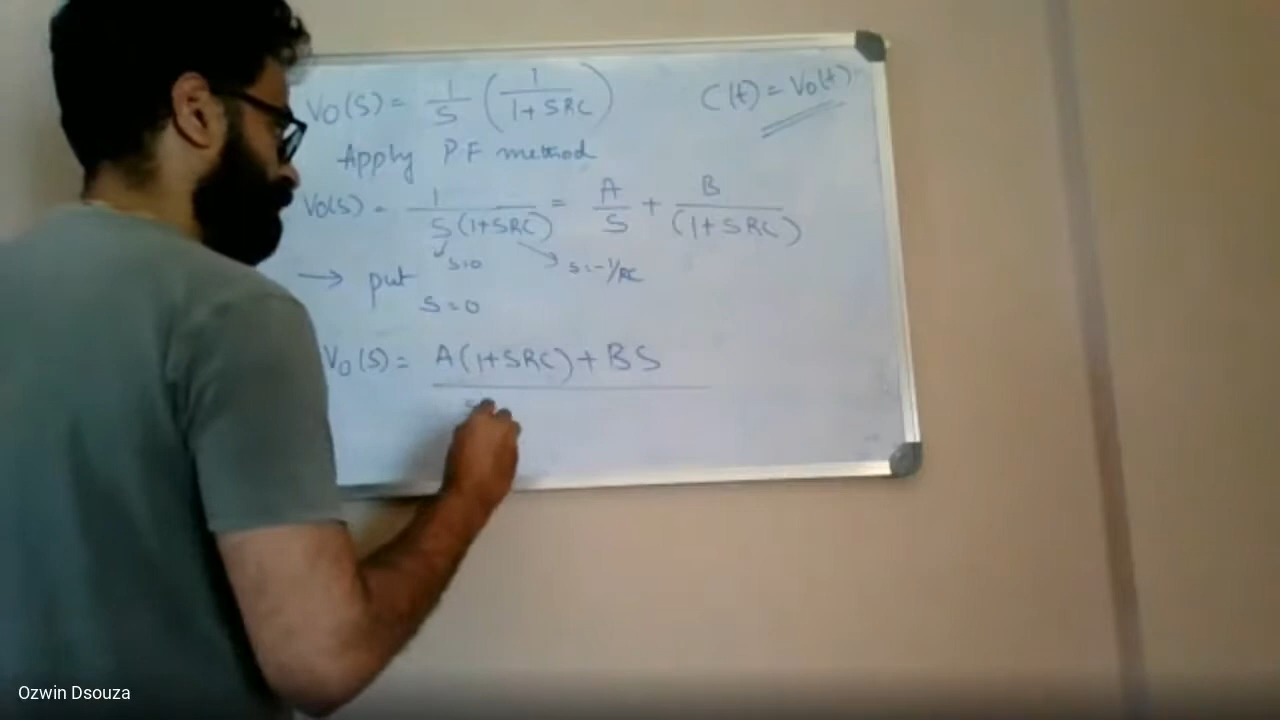 Vo(S) = 1/S (1/(1+SRC))
C(t) = Vo(t)
Apply PF method
Vo(S) = 1/(S(1+SRC)) = A/S + B/(1+SRC)
S=0
S=-1/RC
→ put
S=0
Vo(S) = A(1+SRC)+BS
Ozwin Dsouza